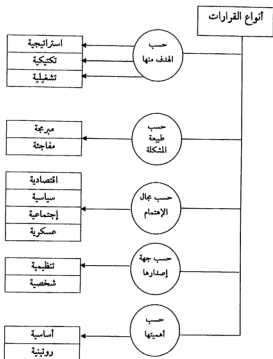 أنواع القرارات
حسب
الهدف منها
استراتيجية
تكتيكية
تشغيلية
حسب
طبيعة
المشكلة
مبرمجة
مفاجئة
حسب مجال
الإهتمام
اقتصادية
سياسية
إجتماعية
عسكرية
حسب جهة
إصدارها
تنظيمية
شخصية
حسب
أهميتها
أساسية
روتينية